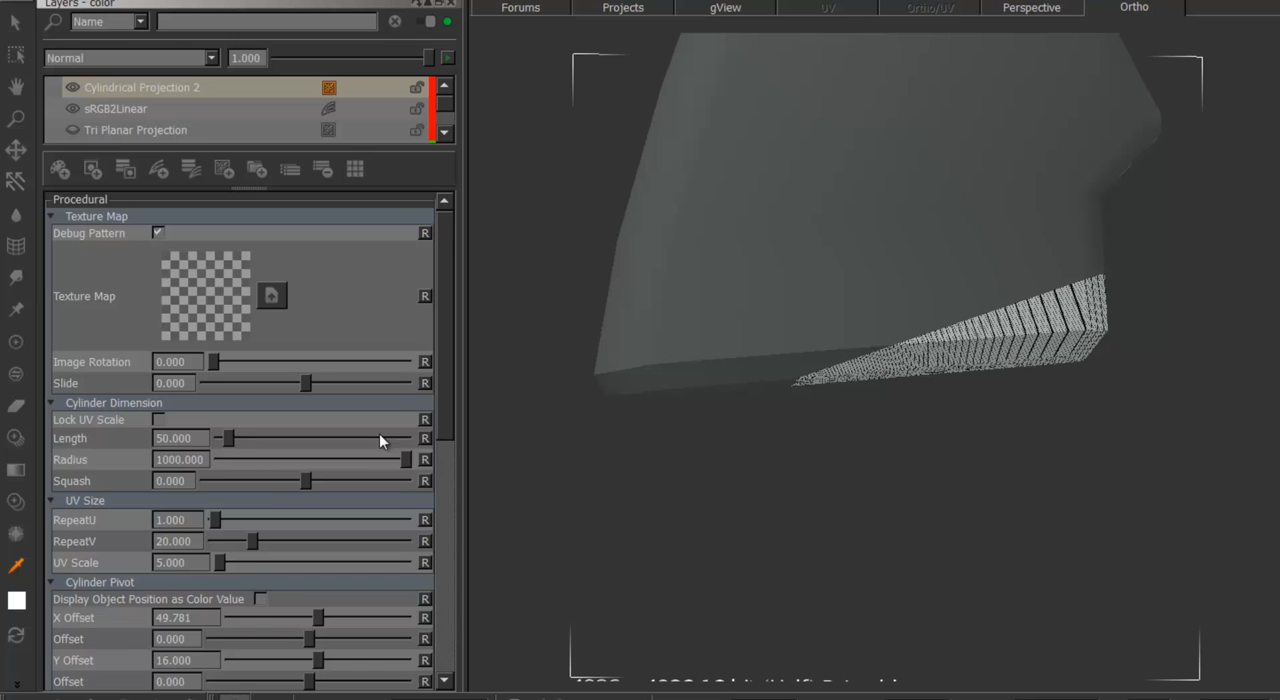 Layers - color
Forums Projects gView UV Ortho/UV Perspective Ortho
Name
Normal 1.000
Cylindrical Projection 2
sRGB2Linear
Tri Planar Projection
Procedural
Texture Map
Debug Pattern R
Texture Map R
Image Rotation 0.000 R
Slide 0.000 R
Cylinder Dimension
Lock UV Scale R
Length 50.000 R
Radius 1000.000 R
Squash 0.000 R
UV Size
RepeatU 1.000 R
RepeatV 20.000 R
UV Scale 5.000 R
Cylinder Pivot
Display Object Position as Color Value R
X Offset 49.781 R
Offset 0.000 R
Y Offset 16.000 R
Offset 0.000 R